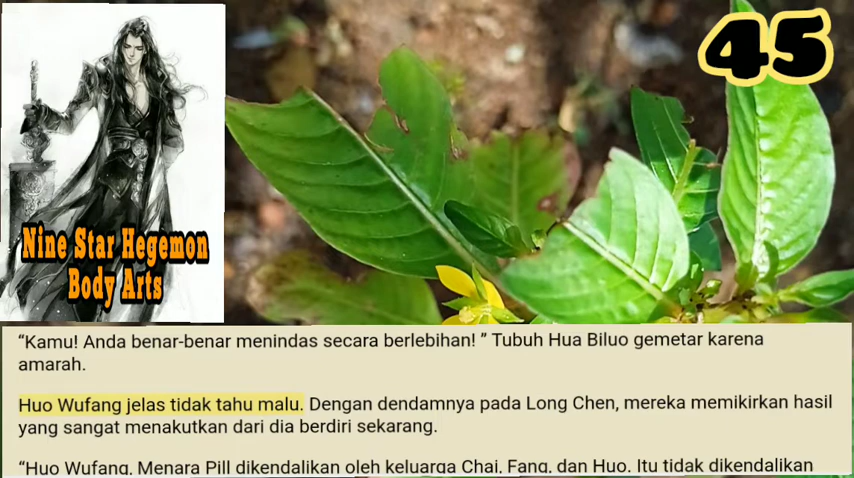 45
Nine Star Hegemon
Body Arts
“Kamu! Anda benar-benar menindas secara berlebihan! ” Tubuh Hua Biluo gemetar karena
amarah.
Huo Wufang jelas tidak tahu malu. Dengan dendamnya pada Long Chen, mereka memikirkan hasil
yang sangat menakutkan dari dia berdiri sekarang.
“Huo Wufang, Menara Pill dikendalikan oleh keluarga Chai, Fang, dan Huo. Itu tidak dikendalikan